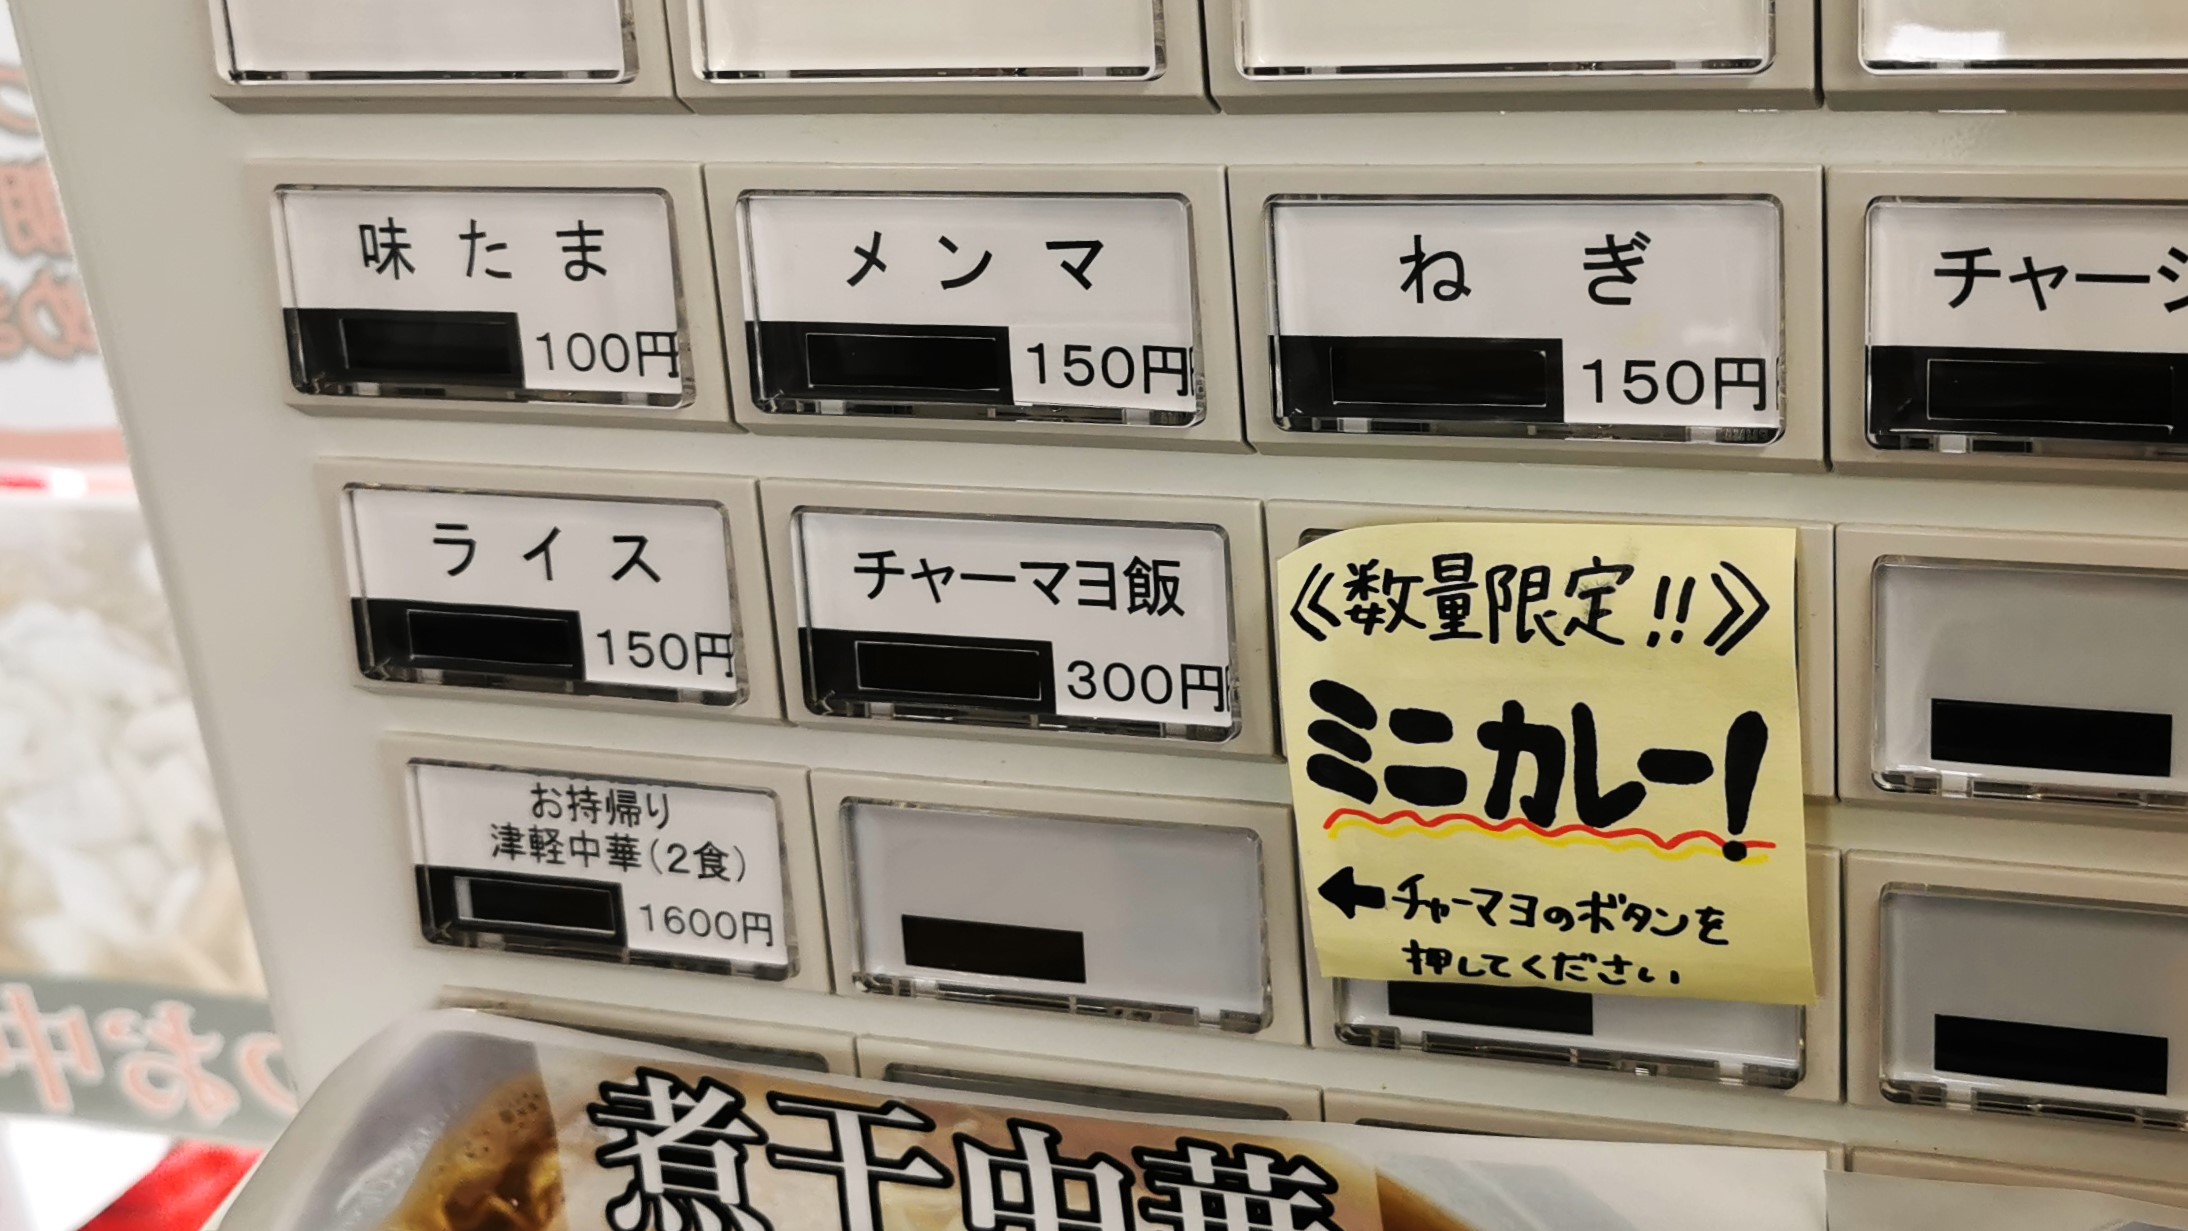 味たま
100円
メンマ
150円
ねぎ
150円
チャーシ
ライス
150円
チャーマヨ飯
300円
《数量限定!!》
ミニカレー!
←チャーマヨのボタンを
押してください
お持帰り
津軽中華(2食)
1600円
煮干中華